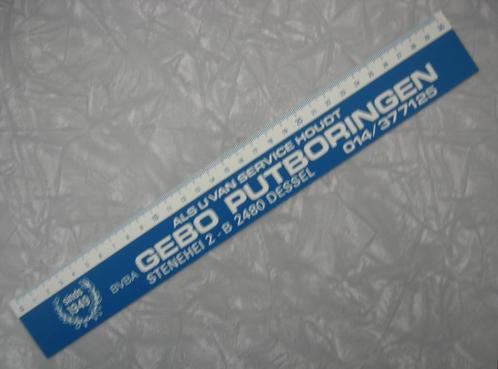 ALS U VAN SERVICE HOUDT
BVBA GEBO PUTBORINGEN
STENEHEI 2 - B 2480 DESSEL 014/377125
sinds
1949